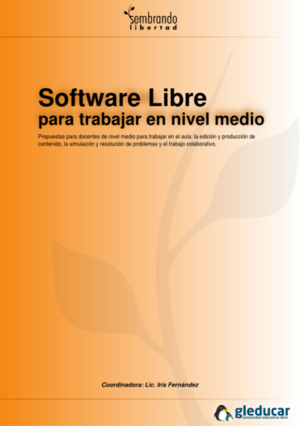 sembrando
libertad
Software Libre
para trabajar en nivel medio
Propuestas para docentes de nivel medio para trabajar en el aula: la edición y producción de
contenido, la simulación y resolución de problemas y el trabajo colaborativo.
Coordinadora: Lic. Iris Fernández
gleducar